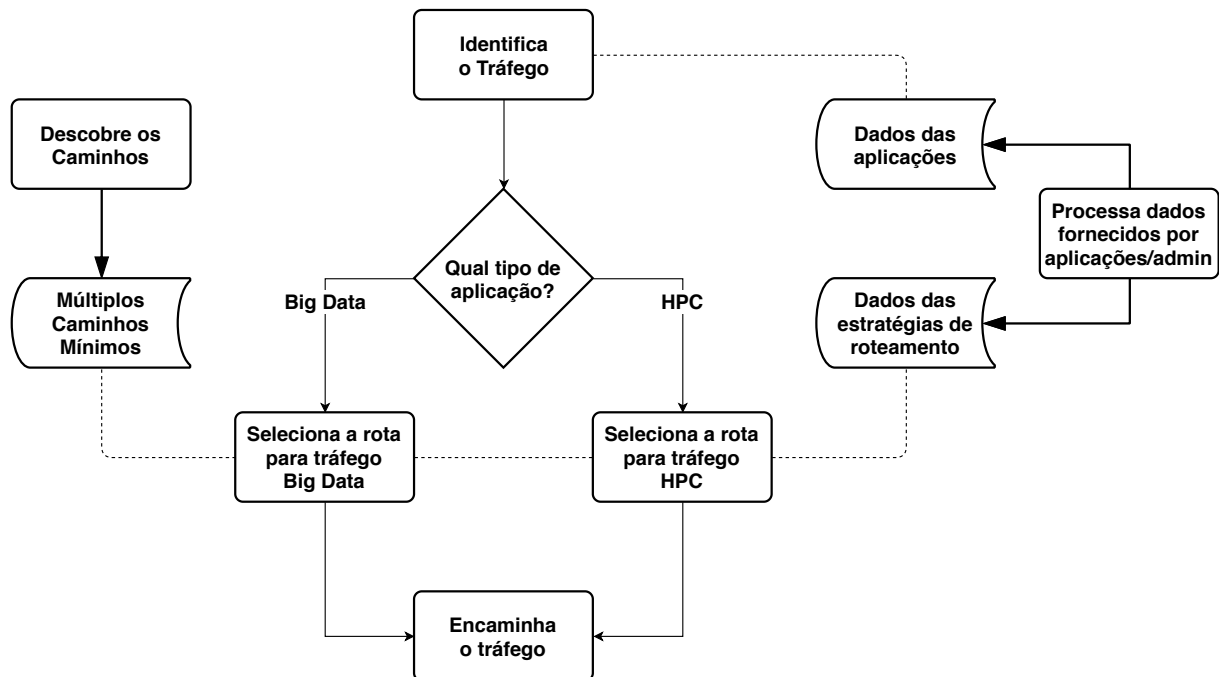 Identifica
o Tráfego
Descobre os
Caminhos
Dados das
aplicações
Processa dados
fornecidos por
aplicações/admin
Qual tipo de
aplicação?
Big Data
HPC
Múltiplos
Caminhos
Mínimos
Dados das
estratégias de
roteamento
Seleciona a rota
para tráfego
Big Data
Seleciona a rota
para tráfego
HPC
Encaminha
o tráfego